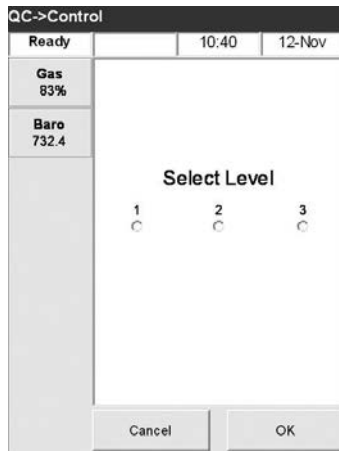 QC->Control
Ready 10:40 12-Nov
Gas
83%
Baro
732.4
Select Level
1 2 3
Cancel OK